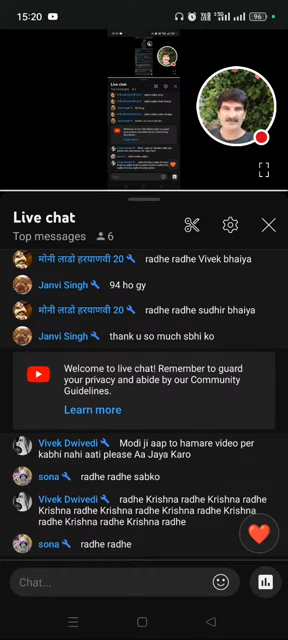 15:20
96
Live chat
Top messages 6
मोनी लाडो हरयाणवी 20 radhe radhe Vivek bhaiya
Janvi Singh 94 ho gy
मोनी लाडो हरयाणवी 20 radhe radhe sudhir bhaiya
Janvi Singh thank u so much sbhi ko
Welcome to live chat! Remember to guard
your privacy and abide by our Community
Guidelines.
Learn more
Vivek Dwivedi Modi ji aap to hamare video per
kabhi nahi aati please Aa Jaya Karo
sona radhe radhe sabko
Vivek Dwivedi radhe Krishna radhe Krishna radhe
Krishna radhe Krishna radhe Krishna radhe
Krishna radhe Krishna radhe Krishna radhe
Krishna radhe Krishna radhe
sona radhe radhe
Chat...